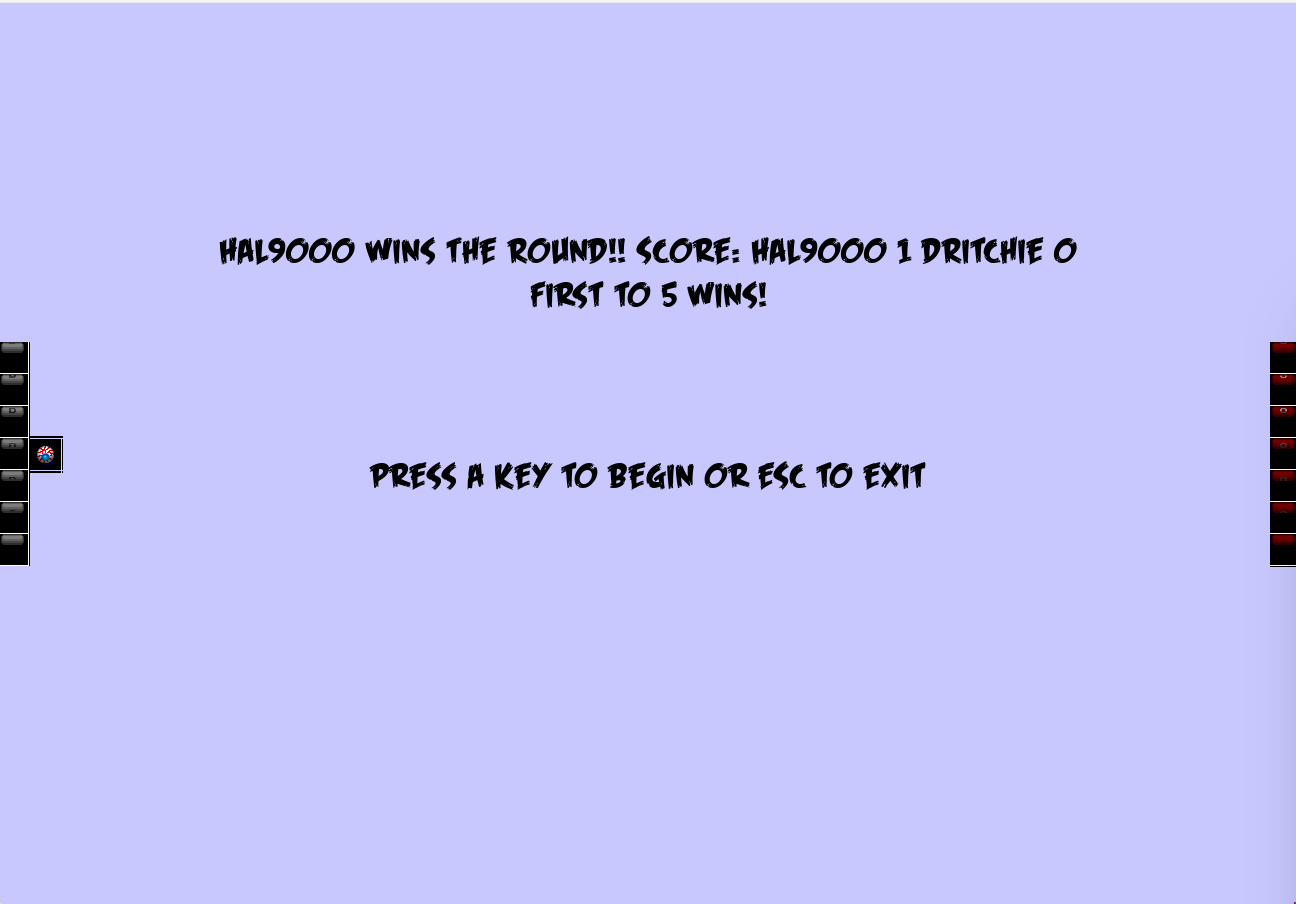 HAL9000 WINS THE ROUND!! SCORE: HAL9000 1 DRITCHIE 0
FIRST TO 5 WINS!
PRESS A KEY TO BEGIN OR ESC TO EXIT